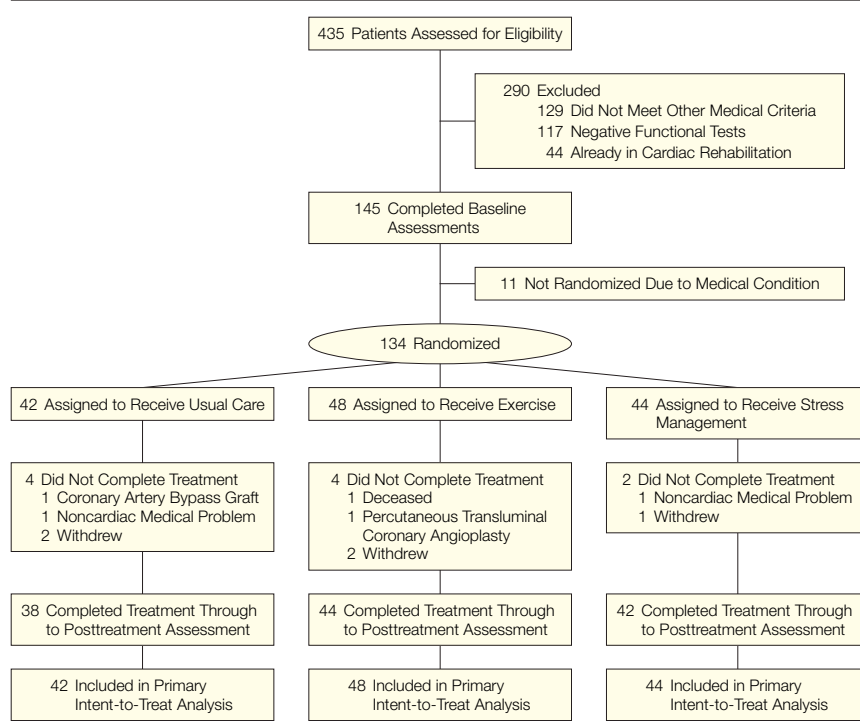 435 Patients Assessed for Eligibility
290 Excluded
129 Did Not Meet Other Medical Criteria
117 Negative Functional Tests
44 Already in Cardiac Rehabilitation
145 Completed Baseline
Assessments
11 Not Randomized Due to Medical Condition
134 Randomized
42 Assigned to Receive Usual Care
4 Did Not Complete Treatment
1 Coronary Artery Bypass Graft
1 Noncardiac Medical Problem
2 Withdrew
38 Completed Treatment Through
to Posttreatment Assessment
42 Included in Primary
Intent-to-Treat Analysis
48 Assigned to Receive Exercise
4 Did Not Complete Treatment
1 Deceased
1 Percutaneous Transluminal
Coronary Angioplasty
2 Withdrew
44 Completed Treatment Through
to Posttreatment Assessment
48 Included in Primary
Intent-to-Treat Analysis
44 Assigned to Receive Stress
Management
2 Did Not Complete Treatment
1 Noncardiac Medical Problem
1 Withdrew
42 Completed Treatment Through
to Posttreatment Assessment
44 Included in Primary
Intent-to-Treat Analysis